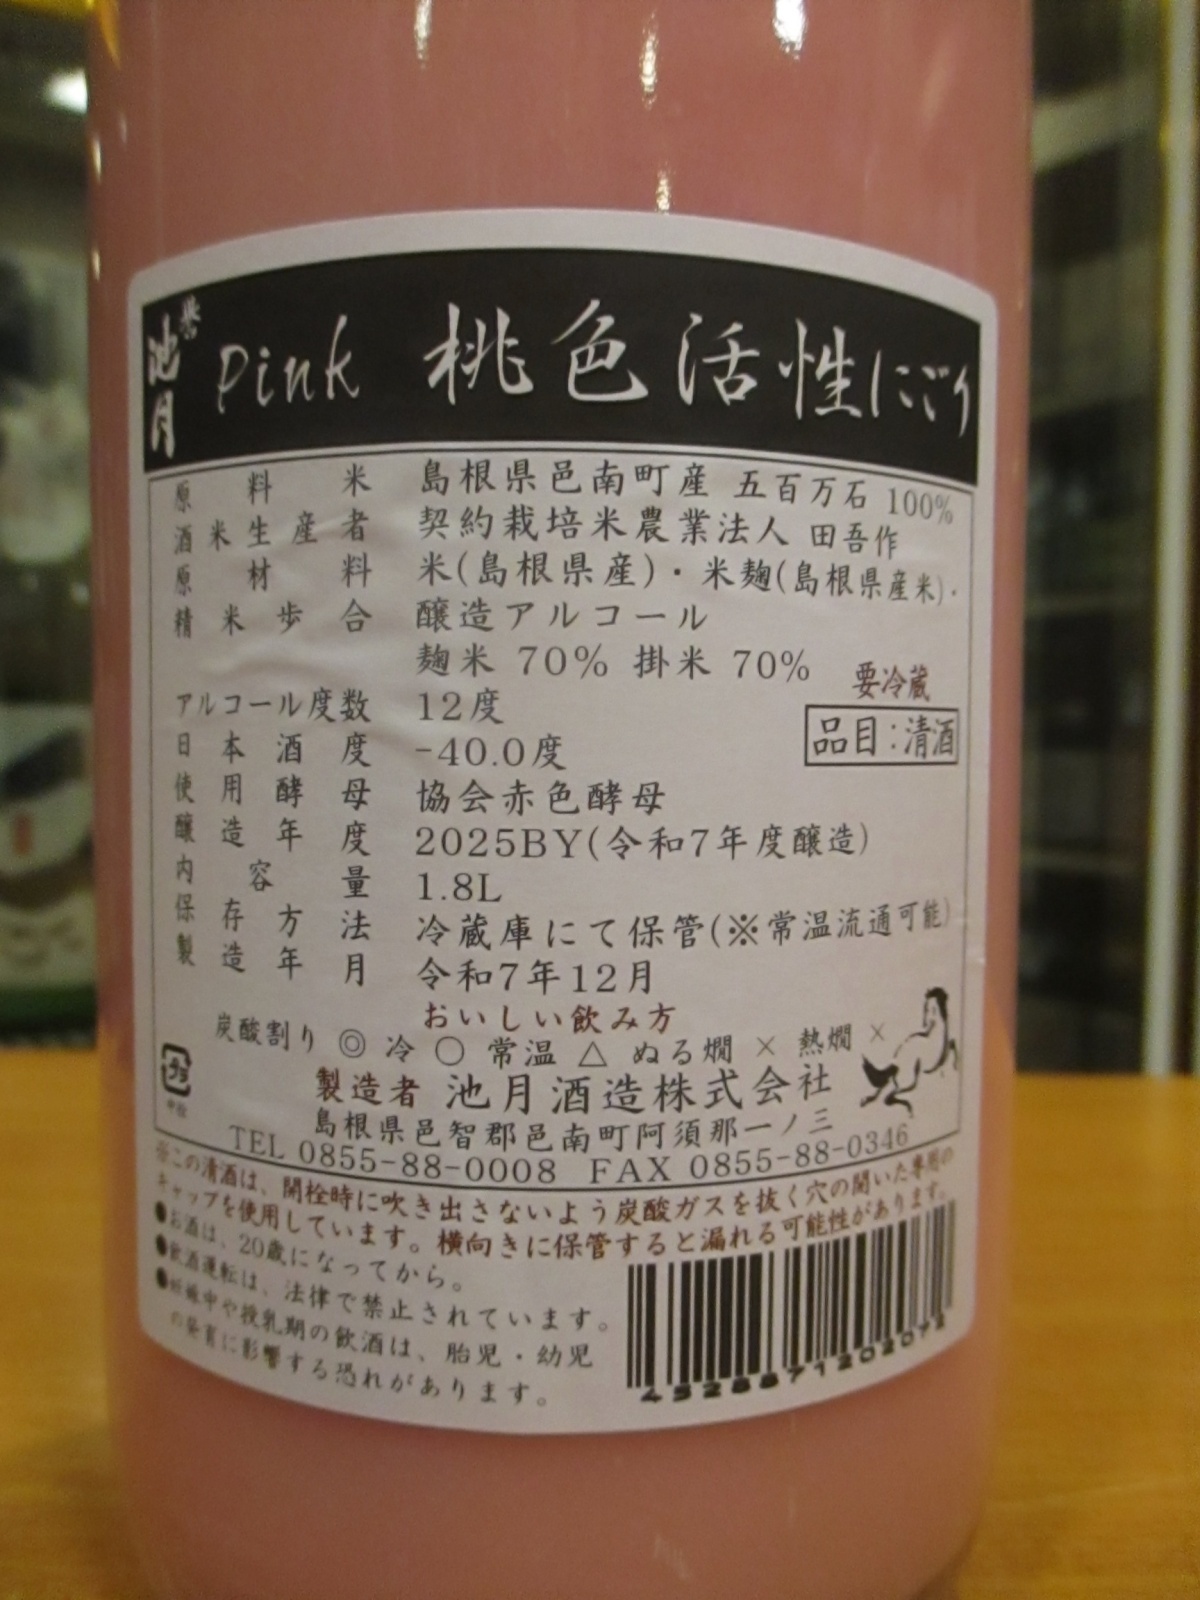 誉池月 Pink 桃色活性にごり
原料米 島根県邑南町産 五百万石 100%
酒米生産者 契約栽培米農業法人 田吾作
原材料 米(島根県産)・米麹(島根県産米)・
精米歩合 醸造アルコール
麹米 70% 掛米 70%
要冷蔵
アルコール度数 12度
品目:清酒
日本酒度 -40.0度
使用酵母 協会赤色酵母
醸造年度 2025BY(令和7年度醸造)
内容量 1.8L
保存方法 冷蔵庫にて保管(※常温流通可能)
製造年月 令和7年12月
おいしい飲み方
炭酸割り ◎ 冷 ○ 常温 △ ぬる燗 × 熱燗 ×
製造者 池月酒造株式会社
島根県邑智郡邑南町阿須那一ノ三
TEL 0855-88-0008 FAX 0855-88-0346
※この清酒は、開栓時に吹き出さないよう炭酸ガスを抜く穴の開いた専用の
キャップを使用しています。横向きに保管すると漏れる可能性があります。
●お酒は、20歳になってから。
●飲酒運転は、法律で禁止されています。
●妊娠中や授乳期の飲酒は、胎児・幼児
の発育に影響する恐れがあります。
4528871202072